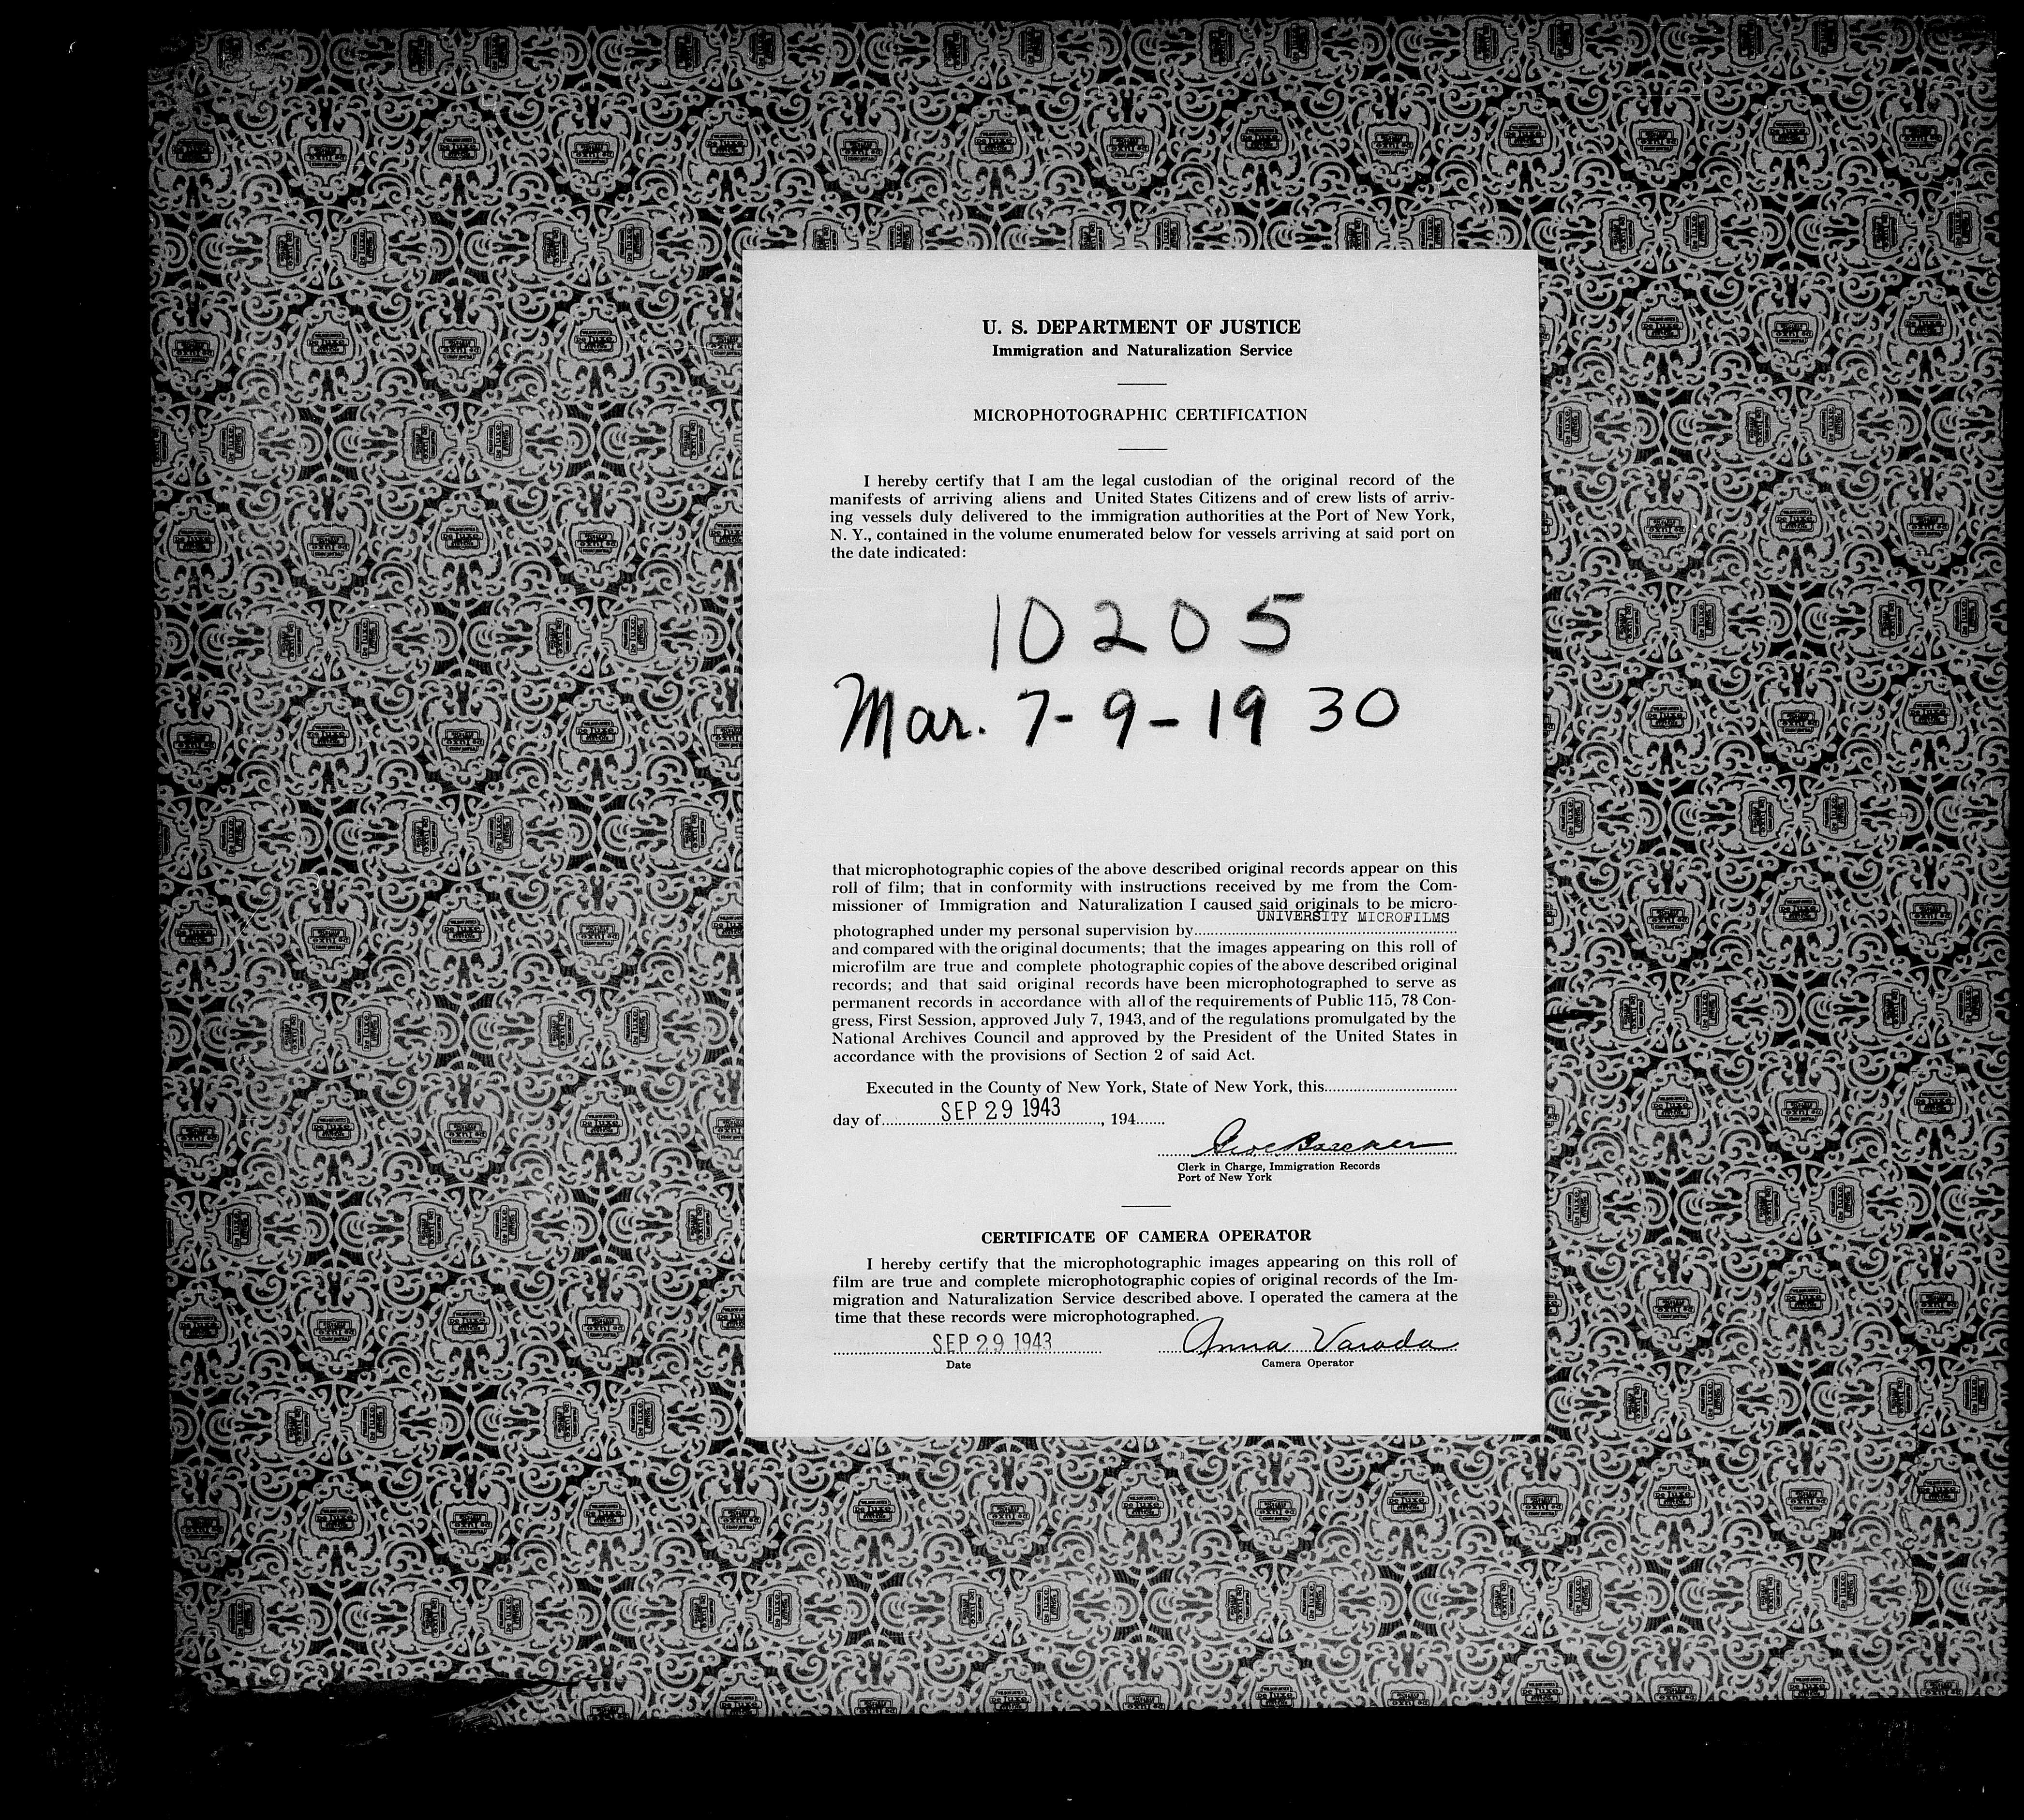 U. S. DEPARTMENT OF JUSTICE
Immigration and Naturalization Service
MICROPHOTOGRAPHIC CERTIFICATION
I hereby certify that I am the legal custodian of the original record of the
manifests of arriving aliens and United States Citizens and of crew lists of arriv-
ing vessels duly delivered to the immigration authorities at the Port of New York,
N. Y., contained in the volume enumerated below for vessels arriving at said port on
the date indicated:
10205
Mar. 7-9-1930
that microphotographic copies of the above described original records appear on this
roll of film; that in conformity with instructions received by me from the Com-
missioner of Immigration and Naturalization I caused said originals to be micro-
UNIVERSITY MICROFILMS
photographed under my personal supervision by
and compared with the original documents; that the images appearing on this roll of
microfilm are true and complete photographic copies of the above described original
records; and that said original records have been microphotographed to serve as
permanent records in accordance with all of the requirements of Public 115, 78 Con-
gress, First Session, approved July 7, 1943, and of the regulations promulgated by the
National Archives Council and approved by the President of the United States in
accordance with the provisions of Section 2 of said Act.
Executed in the County of New York, State of New York, this
day of SEP 29 1943, 194
Clerk in Charge, Immigration Records
Port of New York
CERTIFICATE OF CAMERA OPERATOR
I hereby certify that the microphotographic images appearing on this roll of
film are true and complete microphotographic copies of original records of the Im-
migration and Naturalization Service described above. I operated the camera at the
time that these records were microphotographed.
SEP 29 1943 Anna Varada
Date Camera Operator